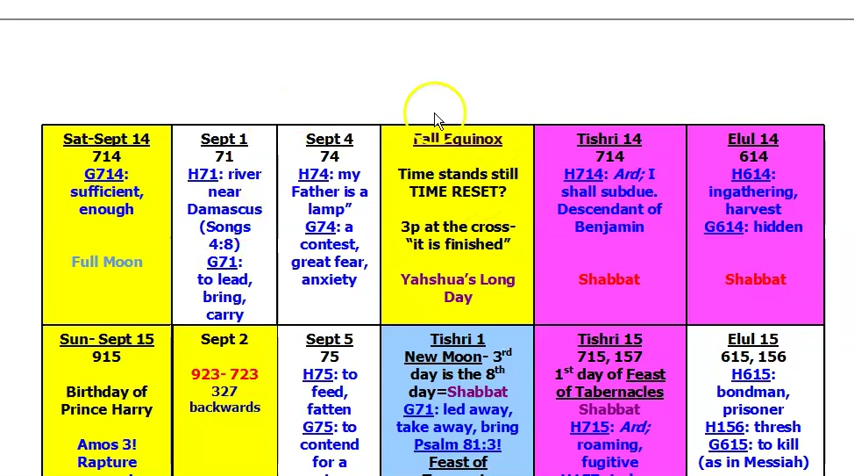 Sat-Sept 14
714
G714:
sufficient,
enough
Full Moon
Sept 1
71
H71: river
near
Damascus
(Songs
4:8)
G71:
to lead,
bring,
carry
Sept 4
74
H74: my
Father is a
lamp"
G74: a
contest,
great fear,
anxiety
Fall Equinox
Time stands still
TIME RESET?
3p at the cross-
"it is finished"
Yahshua's Long
Day
Tishri 14
714
H714: Ard; I
shall subdue.
Descendant of
Benjamin
Shabbat
Elul 14
614
H614:
ingathering,
harvest
G614: hidden
Shabbat
Sun- Sept 15
915
Birthday of
Prince Harry
Amos 3!
Rapture
Sept 2
923- 723
327
backwards
Sept 5
75
H75: to
feed,
fatten
G75: to
contend
for a
Tishri 1
New Moon- 3rd
day is the 8th
day=Shabbat
G71: led away,
take away, bring
Psalm 81:3!
Feast of
Tishri 15
715, 157
1st day of Feast
of Tabernacles
Shabbat
H715: Ard;
roaming,
fugitive
Elul 15
615, 156
H615:
bondman,
prisoner
H156: thresh
G615: to kill
(as in Messiah)